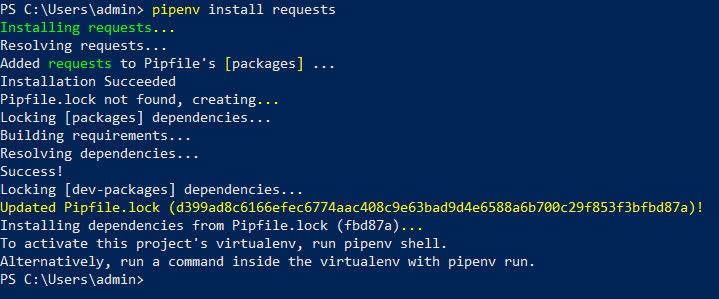 PS C:\Users\admin> pipenv install requests
Installing requests...
Resolving requests...
Added requests to Pipfile's [packages] ...
Installation Succeeded
Pipfile.lock not found, creating...
Locking [packages] dependencies...
Building requirements...
Resolving dependencies...
Success!
Locking [dev-packages] dependencies...
Updated Pipfile.lock (d399ad8c6166efec6774aac408c9e63bad9d4e6588a6b700c29f853f3bfbd87a)!
Installing dependencies from Pipfile.lock (fbd87a)...
To activate this project's virtualenv, run pipenv shell.
Alternatively, run a command inside the virtualenv with pipenv run.
PS C:\Users\admin>